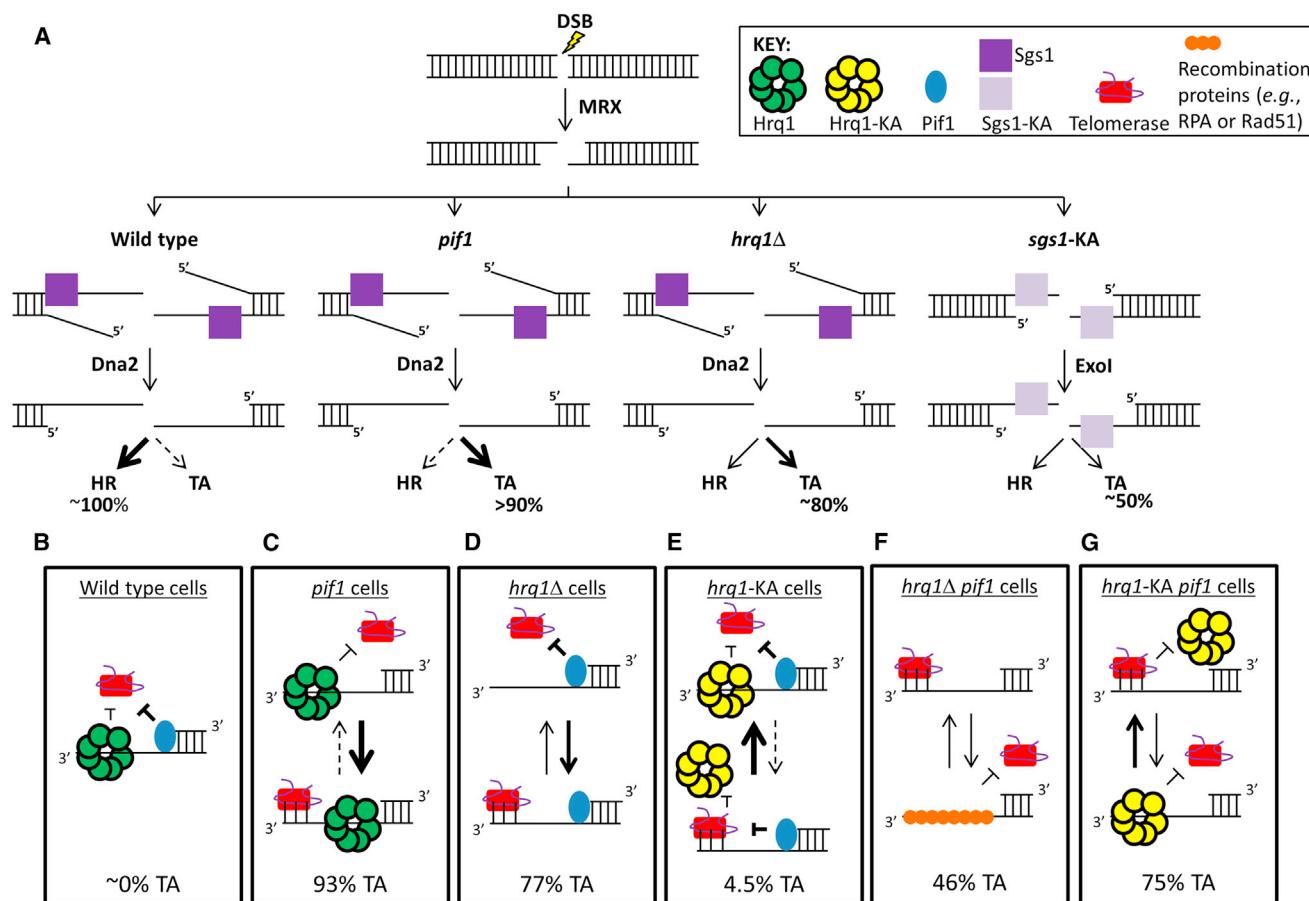 A
DSB
MRX
KEY:
Hrq1
Hrq1-KA
Pif1
Sgs1
Sgs1-KA
Telomerase
Recombination
proteins (e.g.,
RPA or Rad51)
Wild type
pif1
hrq1Δ
sgs1-KA
5’
5’
5’
5’
5’
5’
5’
5’
Dna2
Dna2
Dna2
ExoI
5’
5’
5’
5’
5’
5’
5’
5’
HR
~100%
TA
HR
TA
>90%
HR
TA
~80%
HR
TA
~50%
B
Wild type cells
3’
3’
~0% TA
C
pif1 cells
3’
3’
3’
3’
93% TA
D
hrq1Δ cells
3’
3’
3’
3’
77% TA
E
hrq1-KA cells
3’
3’
3’
3’
4.5% TA
F
hrq1Δ pif1 cells
3’
3’
3’
3’
46% TA
G
hrq1-KA pif1 cells
3’
3’
3’
3’
75% TA